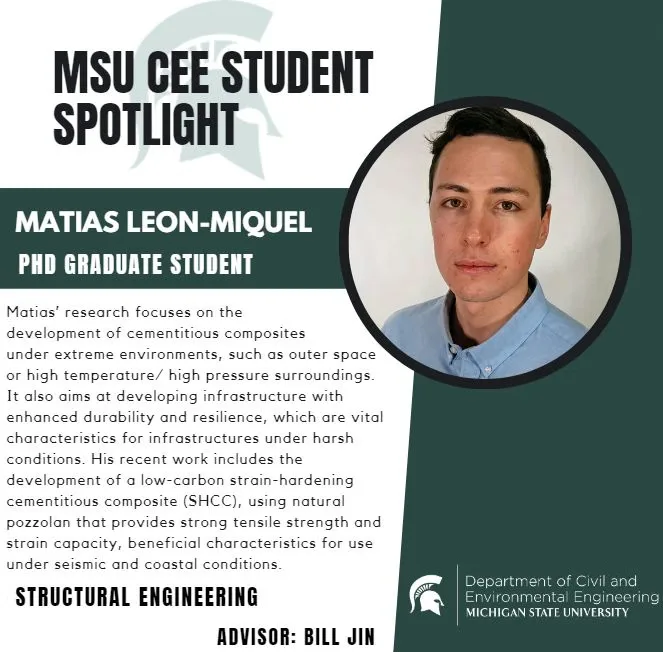 MSU CEE STUDENT
SPOTLIGHT
MATIAS LEON-MIQUEL
PHD GRADUATE STUDENT
Matias' research focuses on the
development of cementitious composites
under extreme environments, such as outer space
or high temperature/ high pressure surroundings.
It also aims at developing infrastructure with
enhanced durability and resilience, which are vital
characteristics for infrastructures under harsh
conditions. His recent work includes the
development of a low-carbon strain-hardening
cementitious composite (SHCC), using natural
pozzolan that provides strong tensile strength and
strain capacity, beneficial characteristics for use
under seismic and coastal conditions.
STRUCTURAL ENGINEERING
ADVISOR: BILL JIN
Department of Civil and
Environmental Engineering
MICHIGAN STATE UNIVERSITY